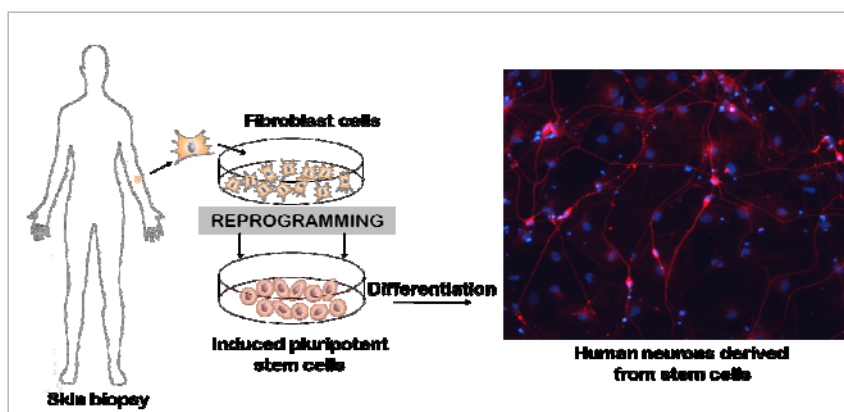 Fibroblast cells
REPROGRAMMING
Differentiation
Induced pluripotent
stem cells
Human neurons derived
from stem cells
Skin biopsy